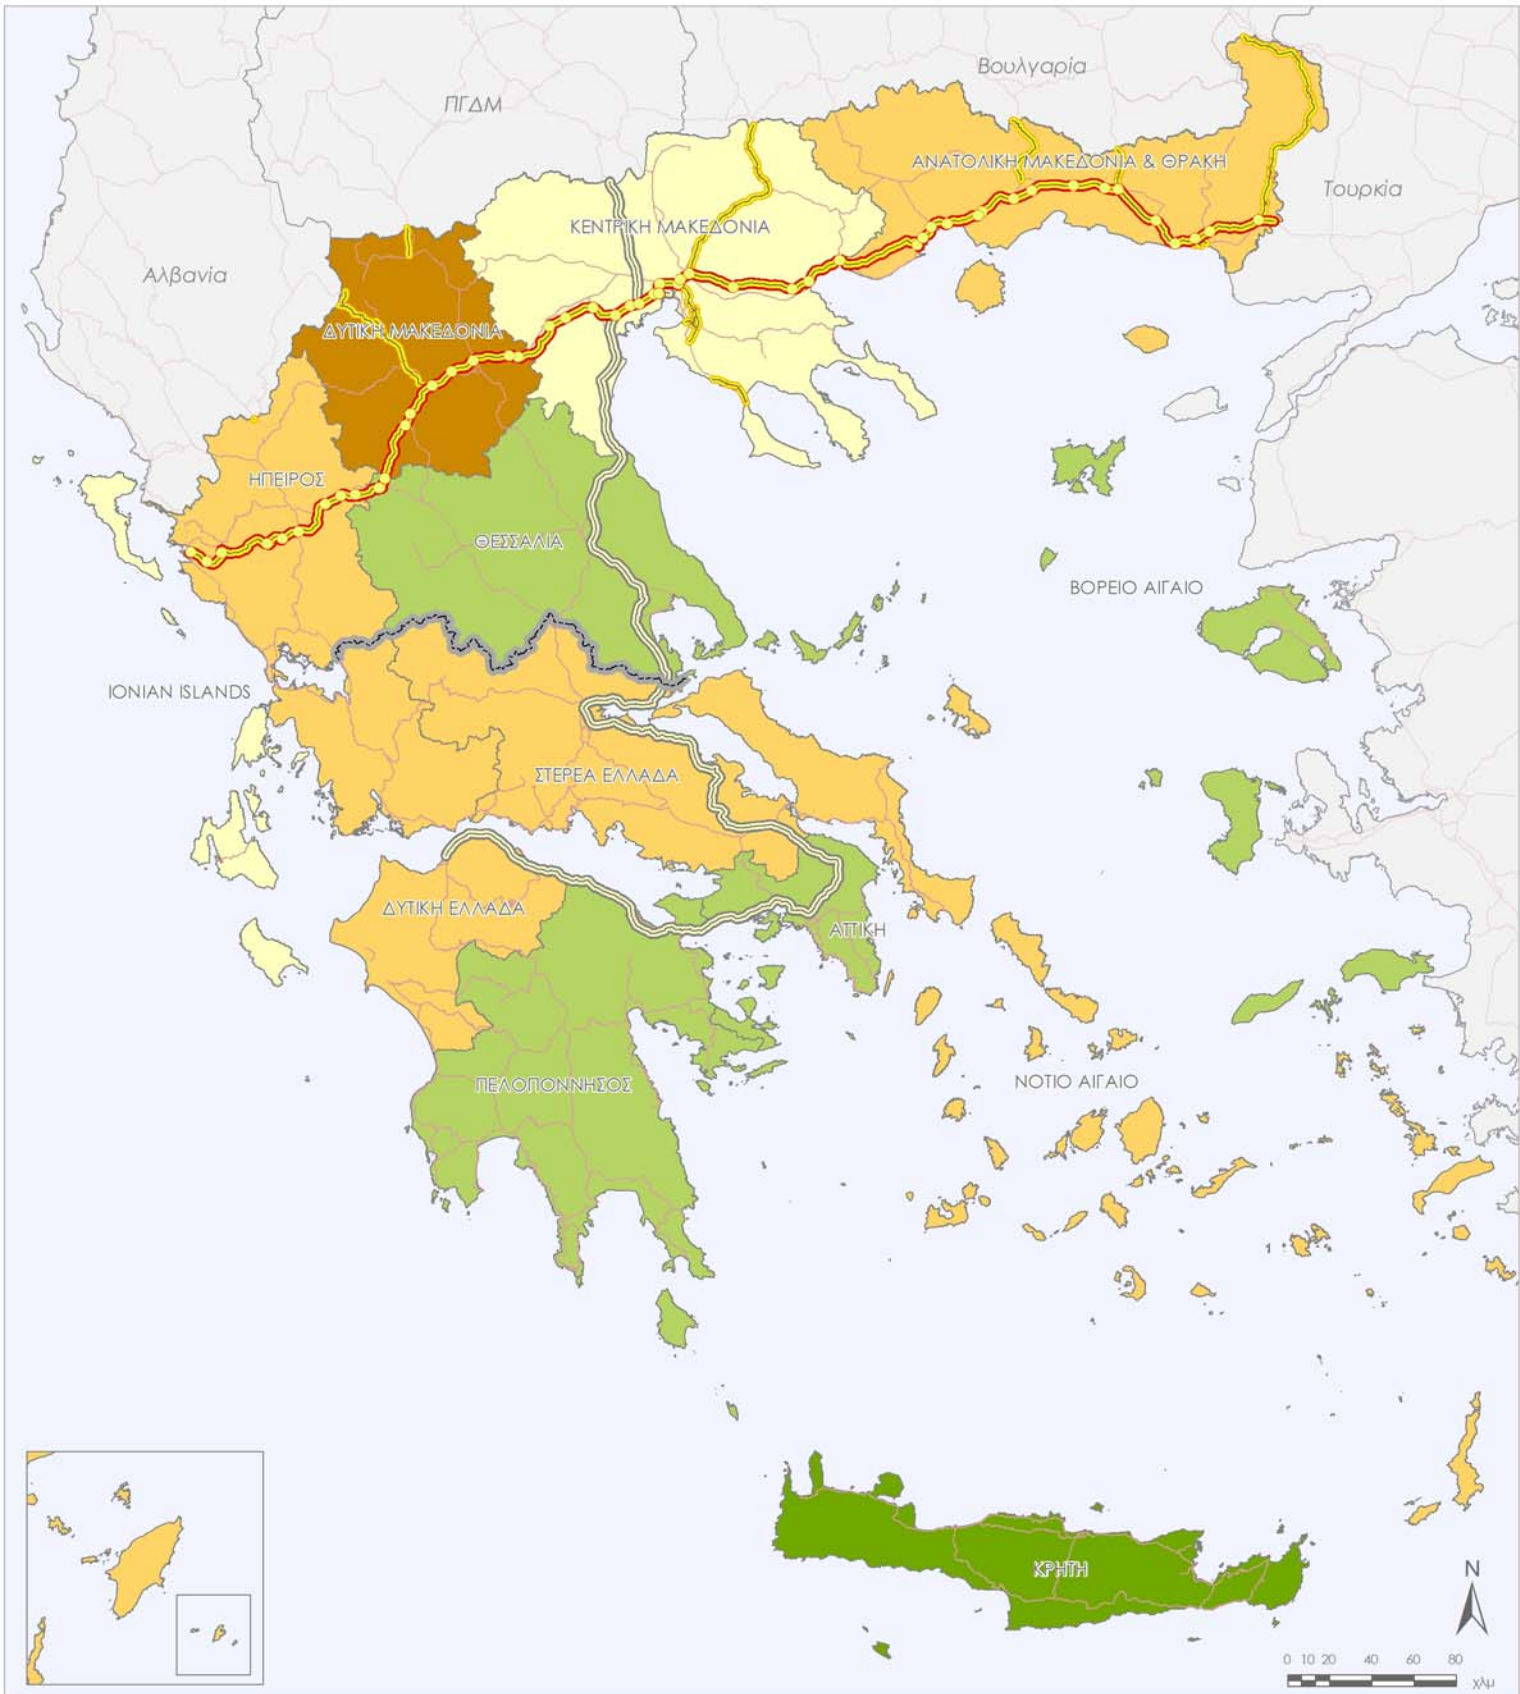 Βουλγαρία
ΠΓΔΜ
ΑΝΑΤΟΛΙΚΗ ΜΑΚΕΔΟΝΙΑ & ΘΡΑΚΗ
Τουρκία
ΚΕΝΤΡΙΚΗ ΜΑΚΕΔΟΝΙΑ
Αλβανία
ΔΥΤΙΚΗ ΜΑΚΕΔΟΝΙΑ
ΗΠΕΙΡΟΣ
ΘΕΣΣΑΛΙΑ
ΒΟΡΕΙΟ ΑΙΓΑΙΟ
IONIAN ISLANDS
ΣΤΕΡΕΑ ΕΛΛΑΔΑ
ΔΥΤΙΚΗ ΕΛΛΑΔΑ
ΑΤΤΙΚΗ
ΝΟΤΙΟ ΑΙΓΑΙΟ
ΠΕΛΟΠΟΝΝΗΣΟΣ
ΚΡΗΤΗ
N
0 10 20 40 60 80
χλμ